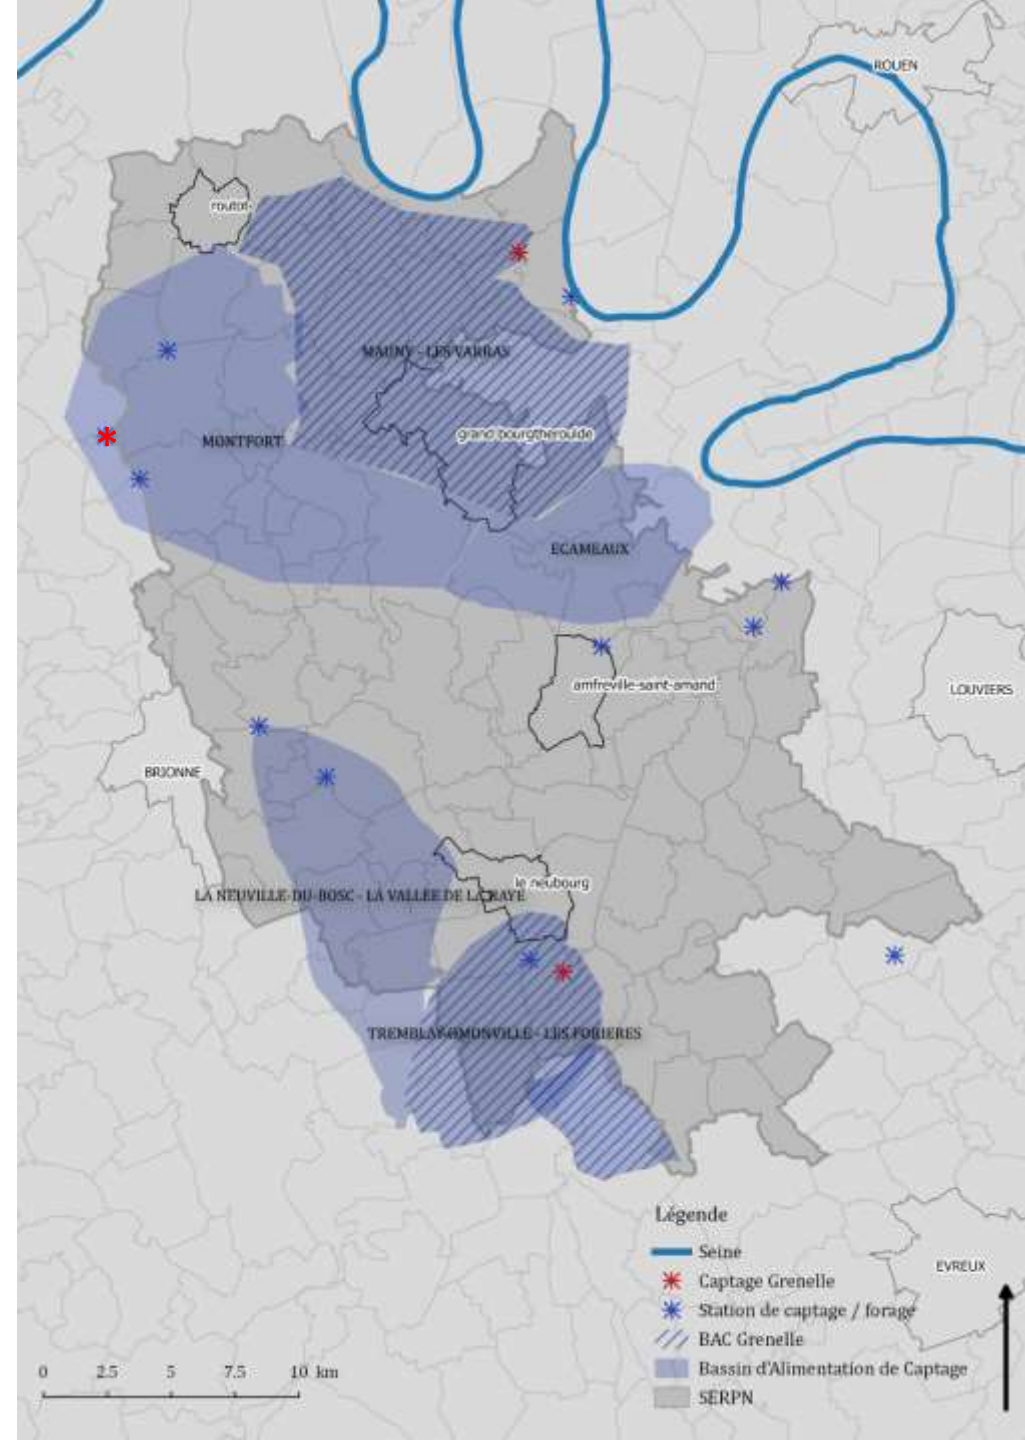 ROUEN
routot
MAUNY - LES VARRAS
grand bourgtheroulde
MONTFORT
ECAMEAUX
amfreville-saint-amand
LOUVIERS
BRIONNE
le neubourg
LA NEUVILLE-DU-BOSC - LA VALLÉE DE LA RAYE
TREMBLAY-OMONVILLE - LES FORIERES
Légende
Seine
Captage Grenelle
Station de captage / forage
BAC Grenelle
Bassin d'Alimentation de Captage
SERPN
EVREUX
0 2.5 5 7.5 10 km